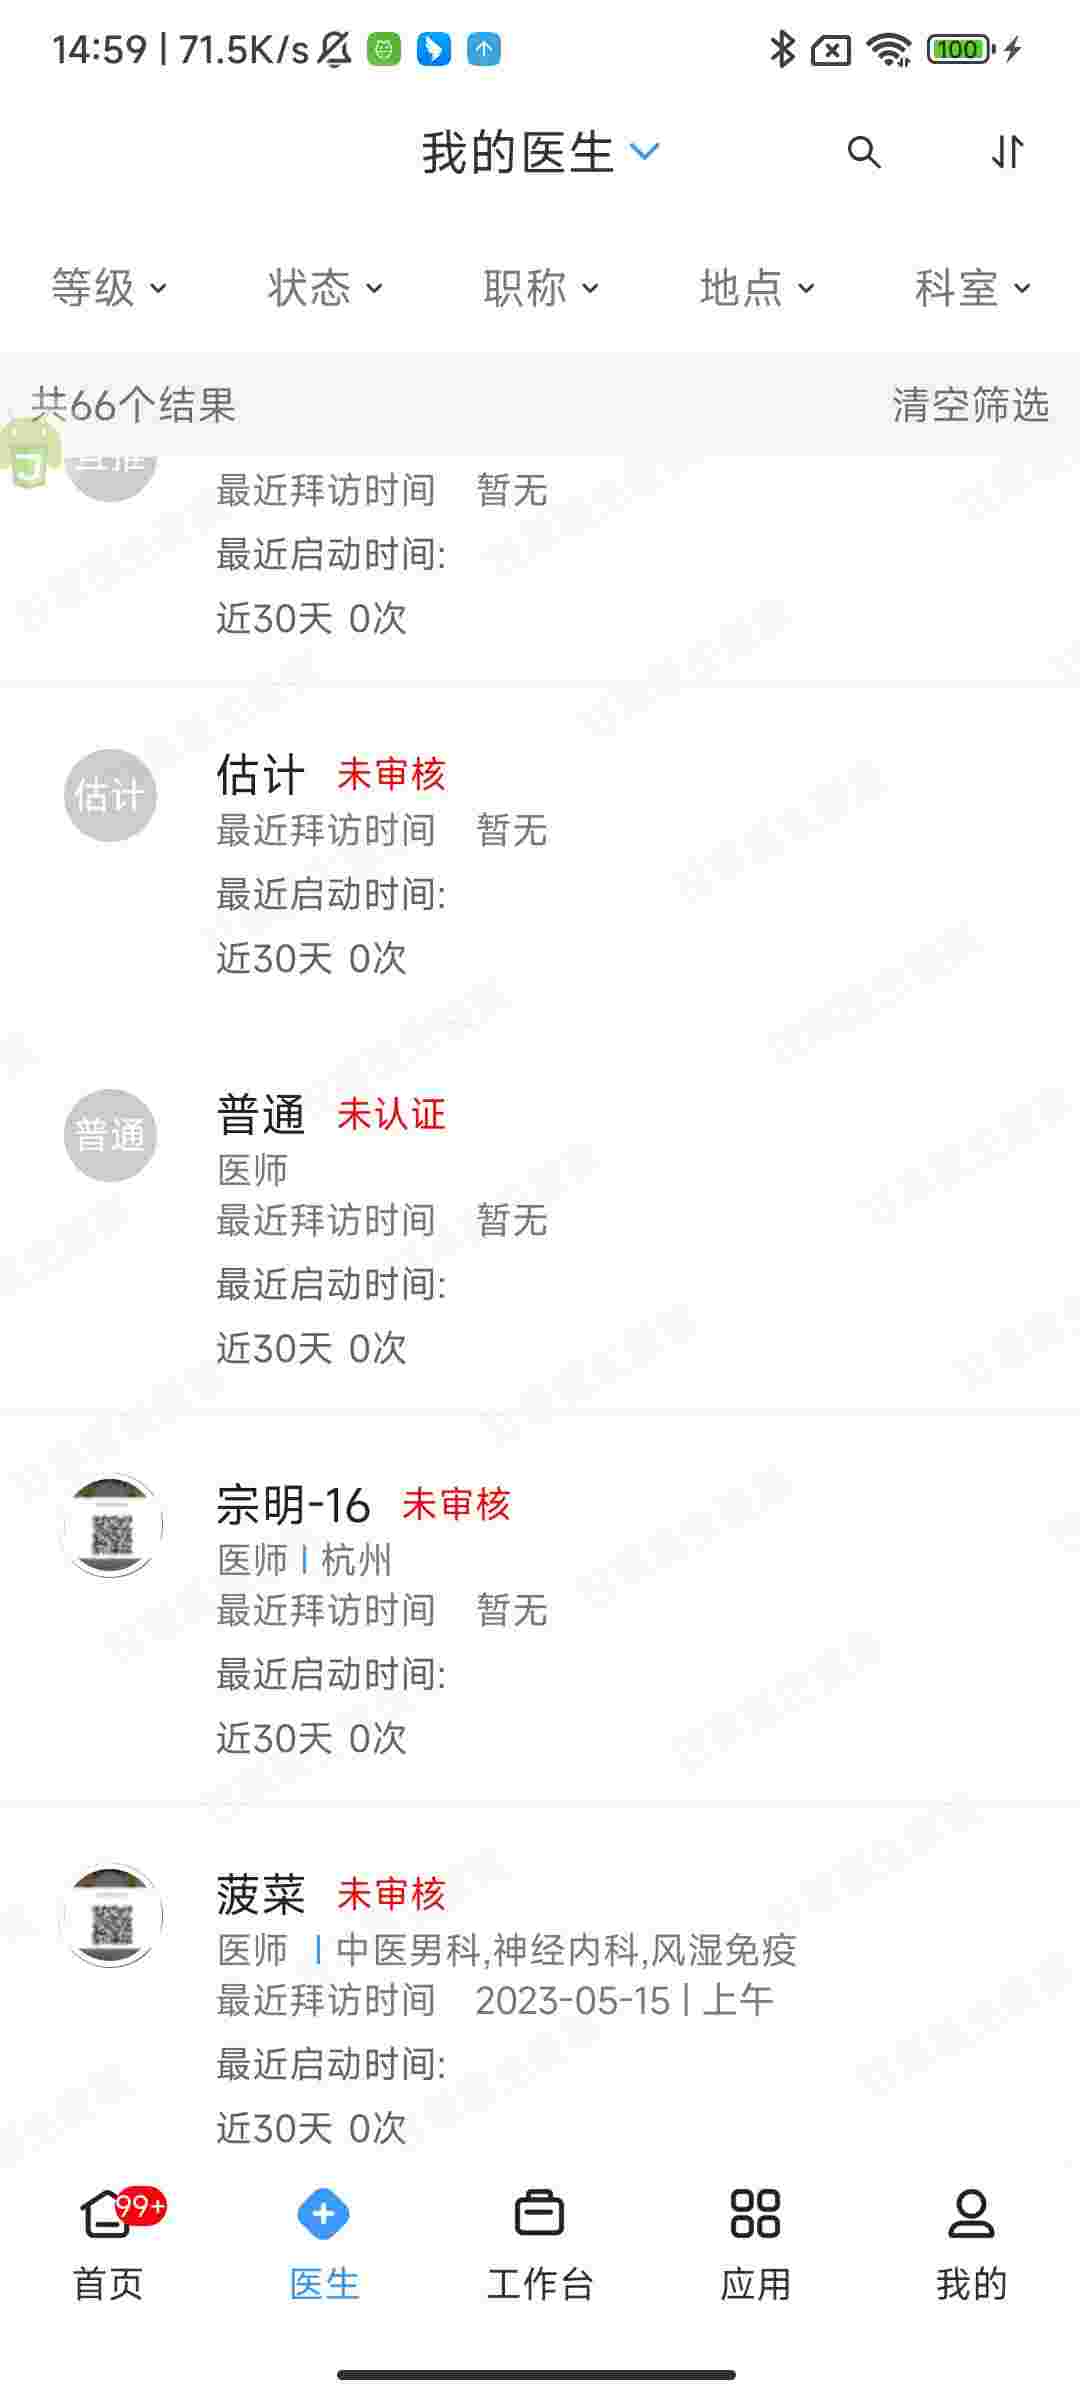 14:59 | 71.5K/s
100
我的医生
等级
状态
职称
地点
科室
共66个结果
清空筛选
最近拜访时间 暂无
最近启动时间:
近30天 0次
估计
估计 未审核
最近拜访时间 暂无
最近启动时间:
近30天 0次
普通
普通 未认证
医师
最近拜访时间 暂无
最近启动时间:
近30天 0次
宗明-16 未审核
医师 | 杭州
最近拜访时间 暂无
最近启动时间:
近30天 0次
菠菜 未审核
医师 | 中医男科,神经内科,风湿免疫
最近拜访时间 2023-05-15 | 上午
最近启动时间:
近30天 0次
99+
首页
医生
工作台
应用
我的